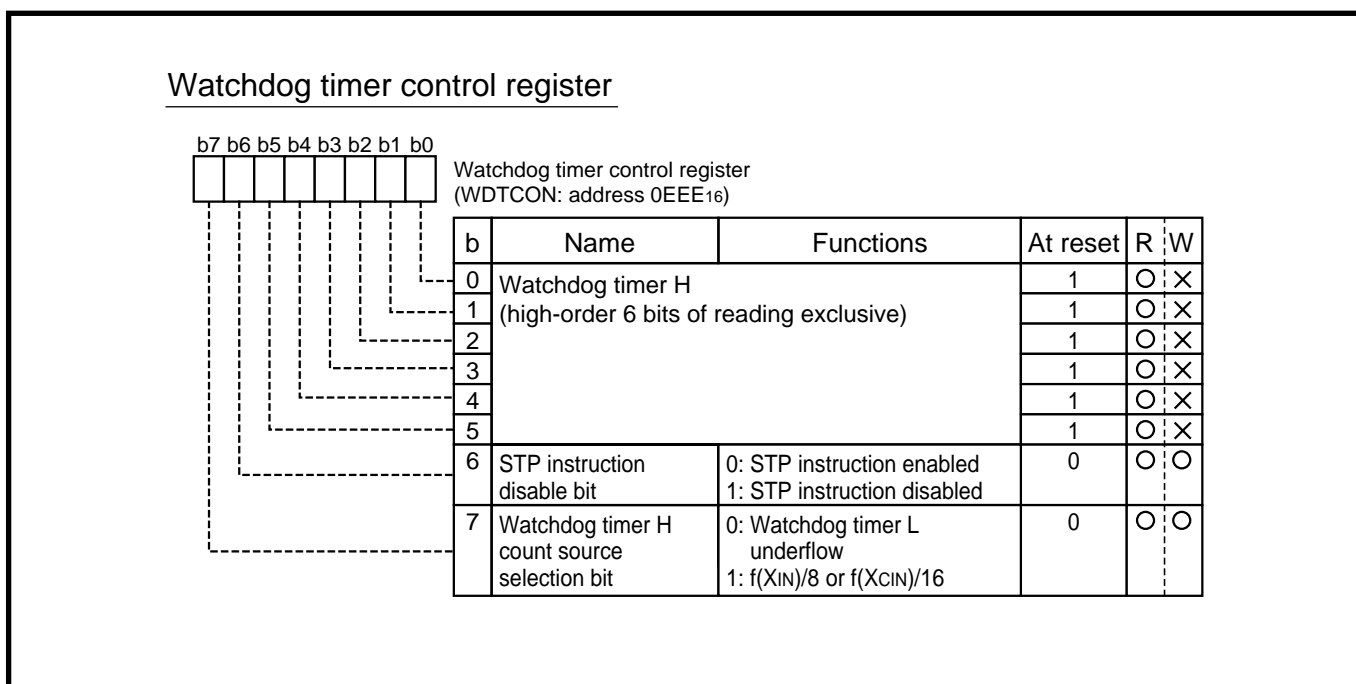 Watchdog timer control register
b7 b6 b5 b4 b3 b2 b1 b0
Watchdog timer control register
(WDTCON: address 0EEE16)
b Name Functions At reset R W
0 Watchdog timer H 1 O X
1 (high-order 6 bits of reading exclusive) 1 O X
2 1 O X
3 1 O X
4 1 O X
5 1 O X
6 STP instruction 0: STP instruction enabled 0 O O
disable bit 1: STP instruction disabled
7 Watchdog timer H 0: Watchdog timer L 0 O O
count source underflow
selection bit 1: f(XIN)/8 or f(XCIN)/16